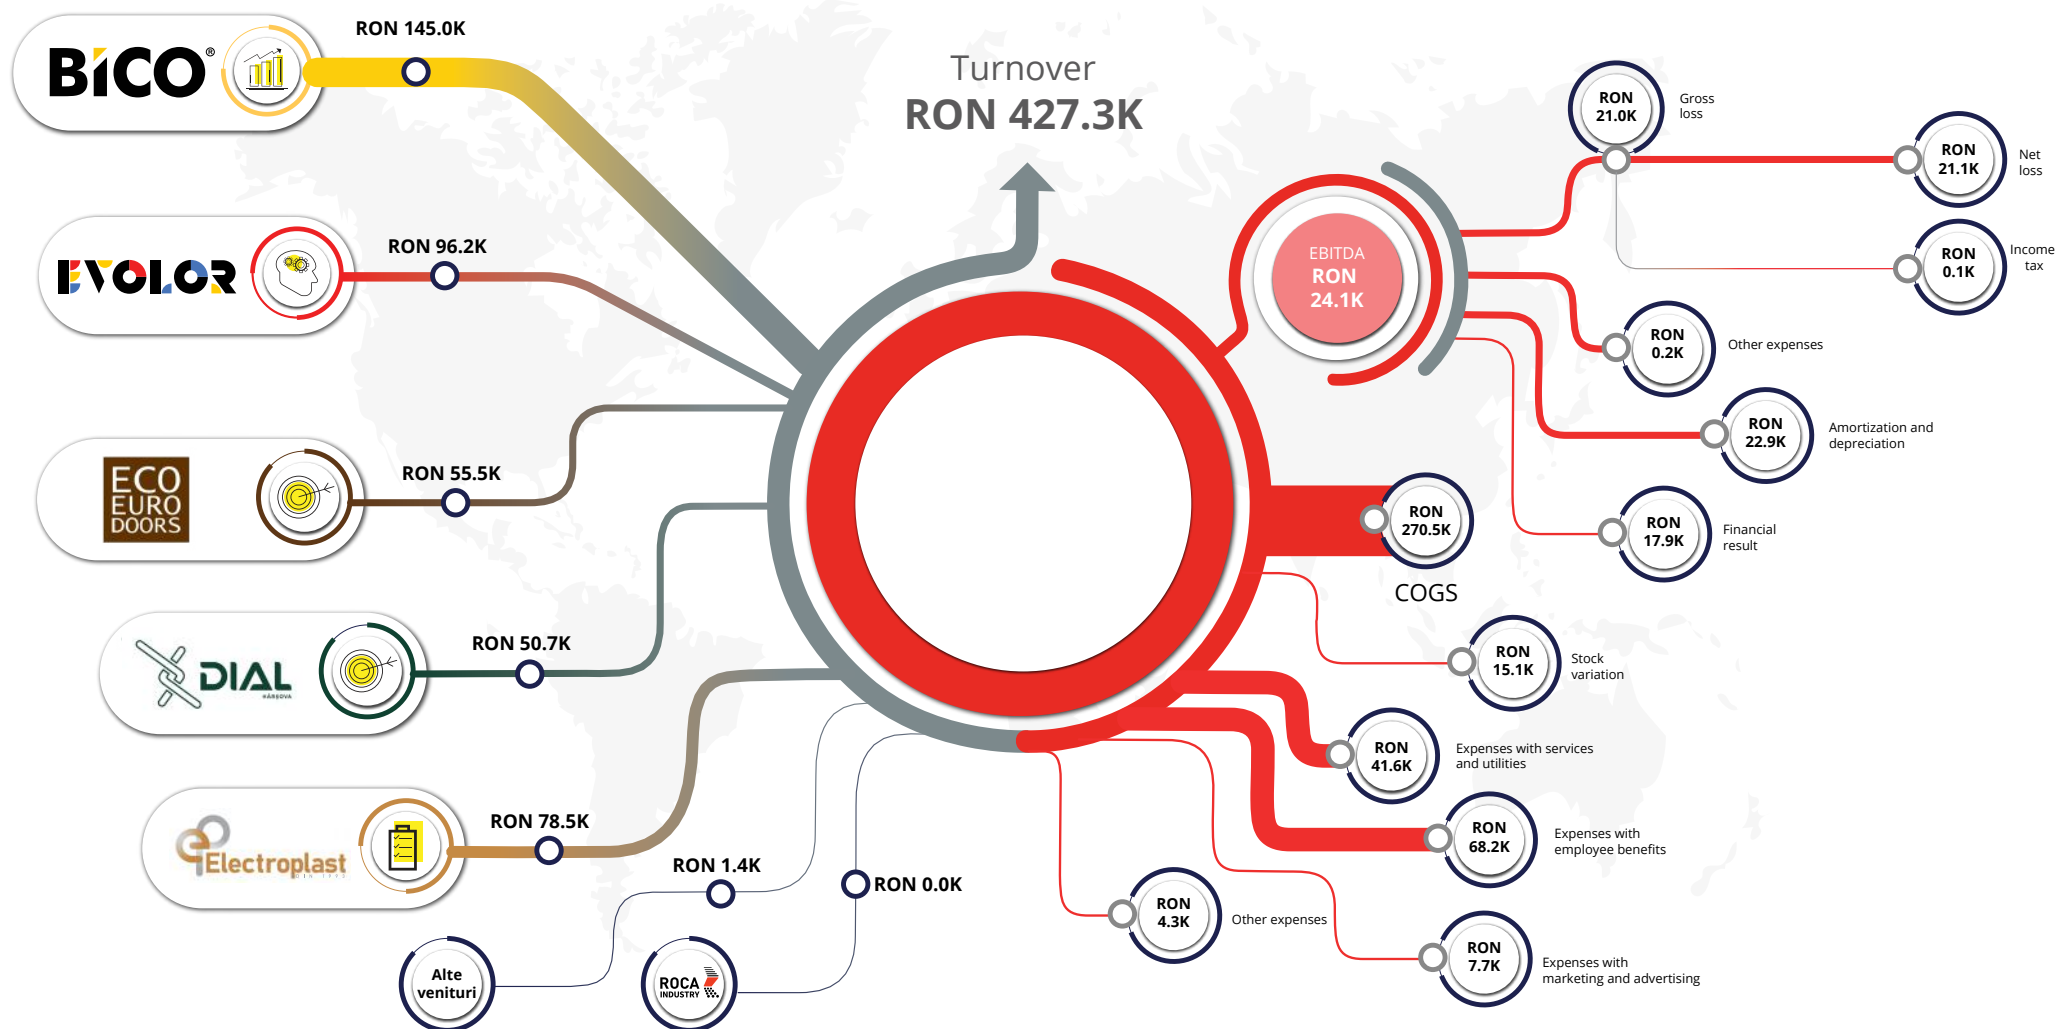 BiCO®
RON 145.0K
EVOLOR
RON 96.2K
ECO
EURO
DOORS
RON 55.5K
DIAL
RON 50.7K
Electroplast
RON 78.5K
RON 1.4K
RON 0.0K
Alte
venituri
ROCA
INDUSTRY
Turnover
RON 427.3K
EBITDA
RON
24.1K
RON
21.0K
Gross
loss
RON
21.1K
Net
loss
RON
0.1K
Income
tax
RON
0.2K
Other expenses
RON
22.9K
Amortization and
depreciation
RON
17.9K
Financial
result
RON
270.5K
COGS
RON
15.1K
Stock
variation
RON
41.6K
Expenses with services
and utilities
RON
68.2K
Expenses with
employee benefits
RON
4.3K
Other expenses
RON
7.7K
Expenses with
marketing and advertising